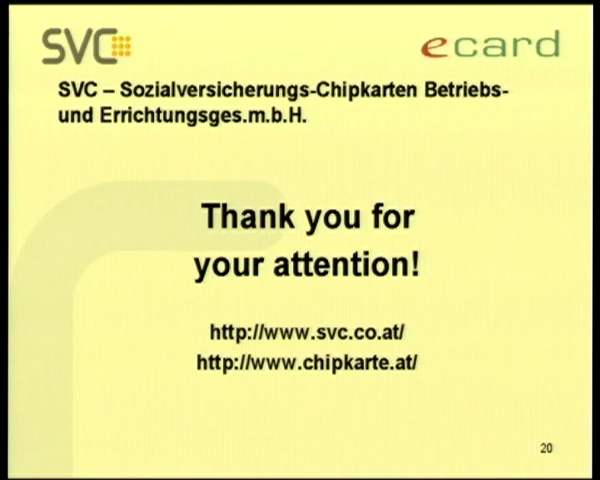 SVC
ecard
SVC – Sozialversicherungs-Chipkarten Betriebs-
und Errichtungsges.m.b.H.
Thank you for
your attention!
http://www.svc.co.at/
http://www.chipkarte.at/
20